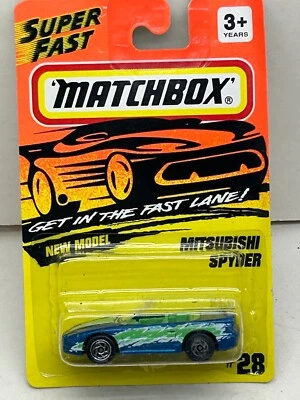 SUPER
FAST
3+
YEARS
"MATCHBOX"®
GET IN THE FAST LANE!
NEW MODEL
MITSUBISHI
SPYDER
#28